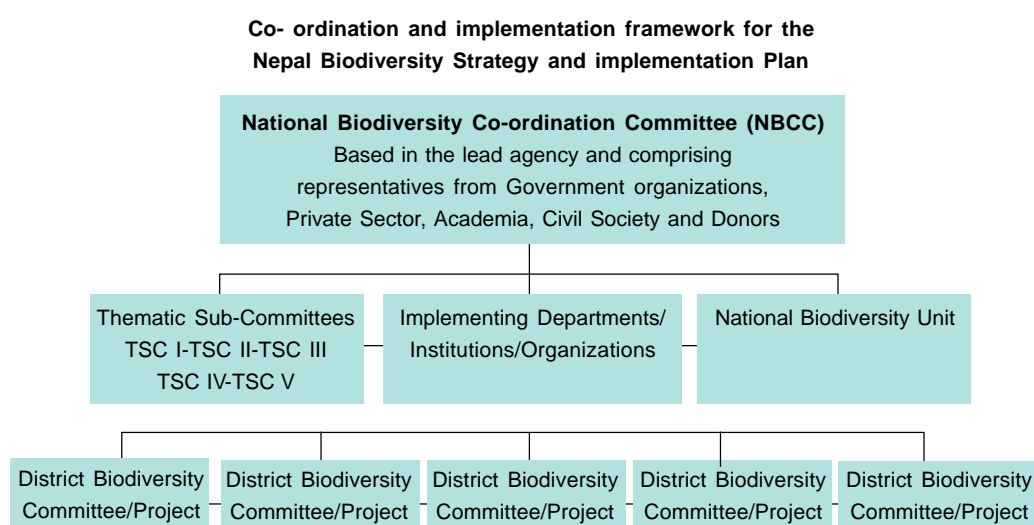 Co- ordination and implementation framework for the
Nepal Biodiversity Strategy and implementation Plan
National Biodiversity Co-ordination Committee (NBCC)
Based in the lead agency and comprising
representatives from Government organizations,
Private Sector, Academia, Civil Society and Donors
Thematic Sub-Committees
TSC I-TSC II-TSC III
TSC IV-TSC V
Implementing Departments/
Institutions/Organizations
National Biodiversity Unit
District Biodiversity
Committee/Project
District Biodiversity
Committee/Project
District Biodiversity
Committee/Project
District Biodiversity
Committee/Project
District Biodiversity
Committee/Project